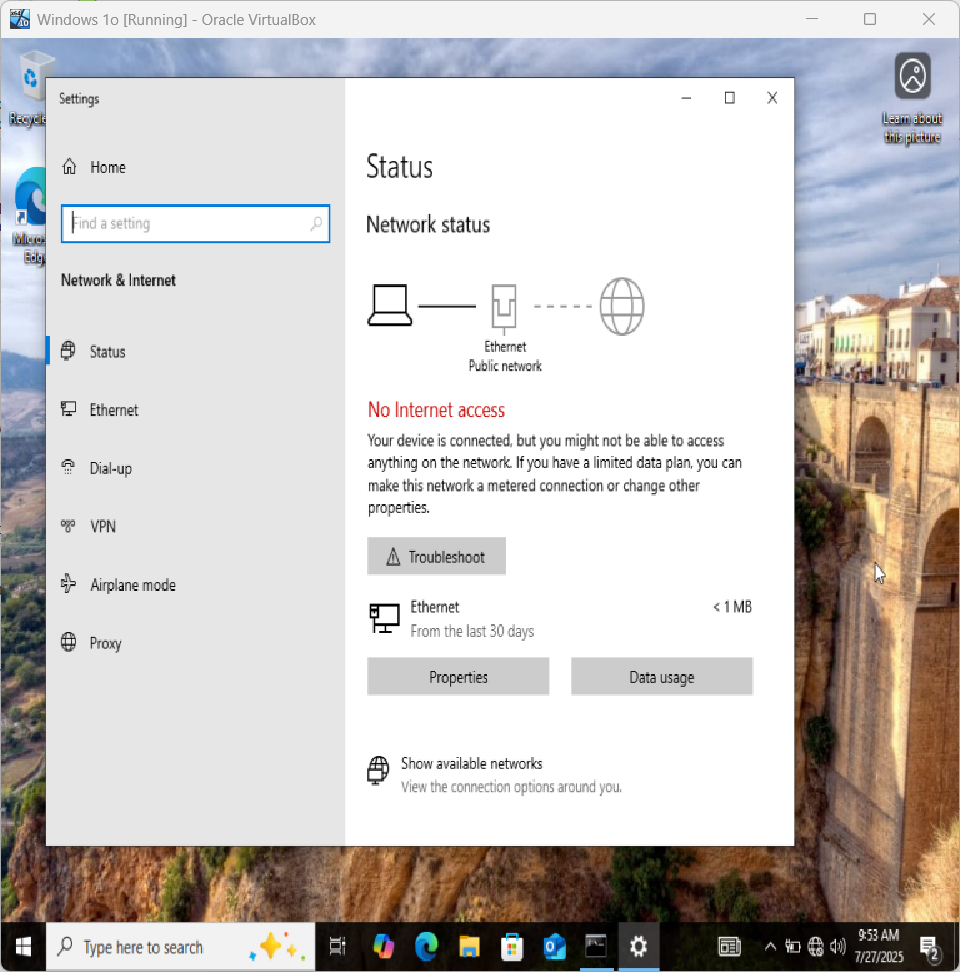 Windows 1o [Running] - Oracle VirtualBox
Recycle
Learn about
this picture
Micros
Edg
Settings
Home
Find a setting
Network & Internet
Status
Ethernet
Dial-up
VPN
Airplane mode
Proxy
Status
Network status
Ethernet
Public network
No Internet access
Your device is connected, but you might not be able to access
anything on the network. If you have a limited data plan, you can
make this network a metered connection or change other
properties.
Troubleshoot
Ethernet
< 1 MB
From the last 30 days
Properties
Data usage
Show available networks
View the connection options around you.
Type here to search
9:53 AM
7/27/2025
2